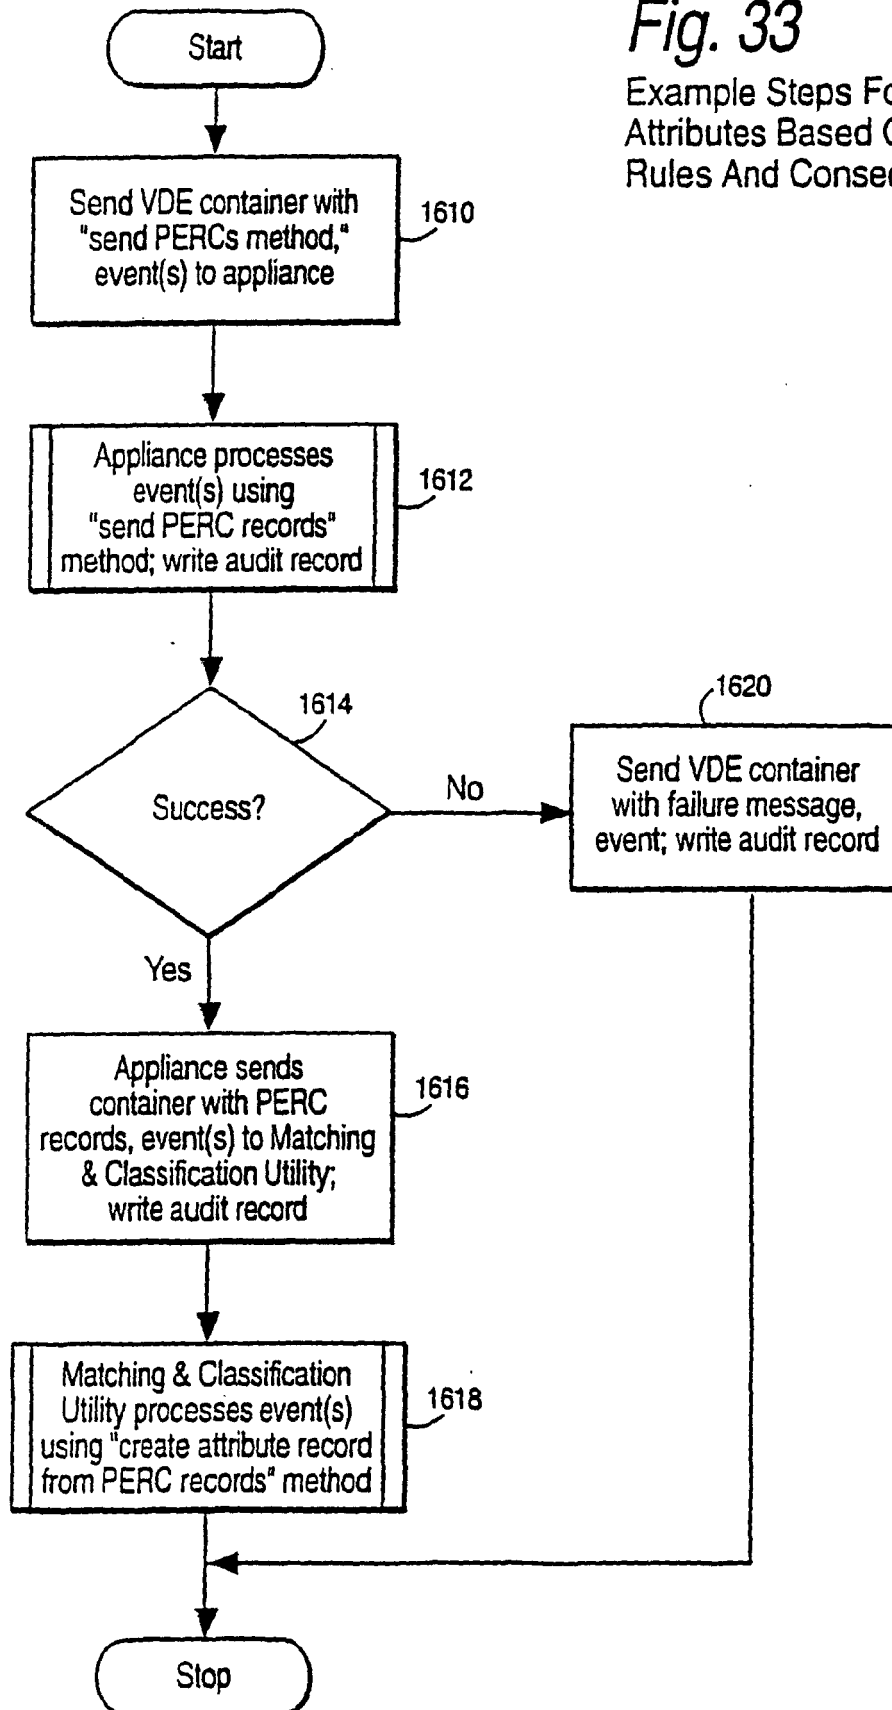 Fig. 33
Example Steps Fo
Attributes Based
Rules And Conse
Start
Send VDE container with
"send PERCs method,"
event(s) to appliance
1610
Appliance processes
event(s) using
"send PERC records"
method; write audit record
1612
Success?
1614
No
Yes
Send VDE container
with failure message,
event; write audit record
1620
Appliance sends
container with PERC
records, event(s) to Matching
& Classification Utility;
write audit record
1616
Matching & Classification
Utility processes event(s)
using "create attribute record
from PERC records" method
1618
Stop